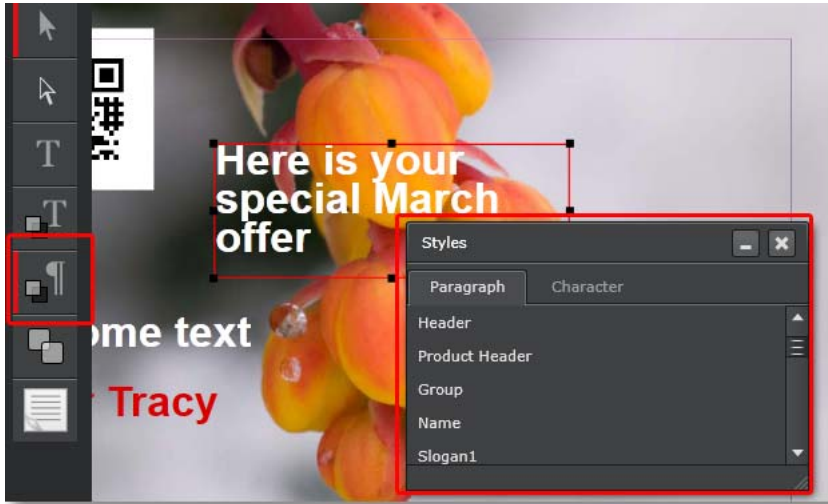 Here is your
special March
offer
ome text
Tracy
Styles
Paragraph Character
Header
Product Header
Group
Name
Slogan1